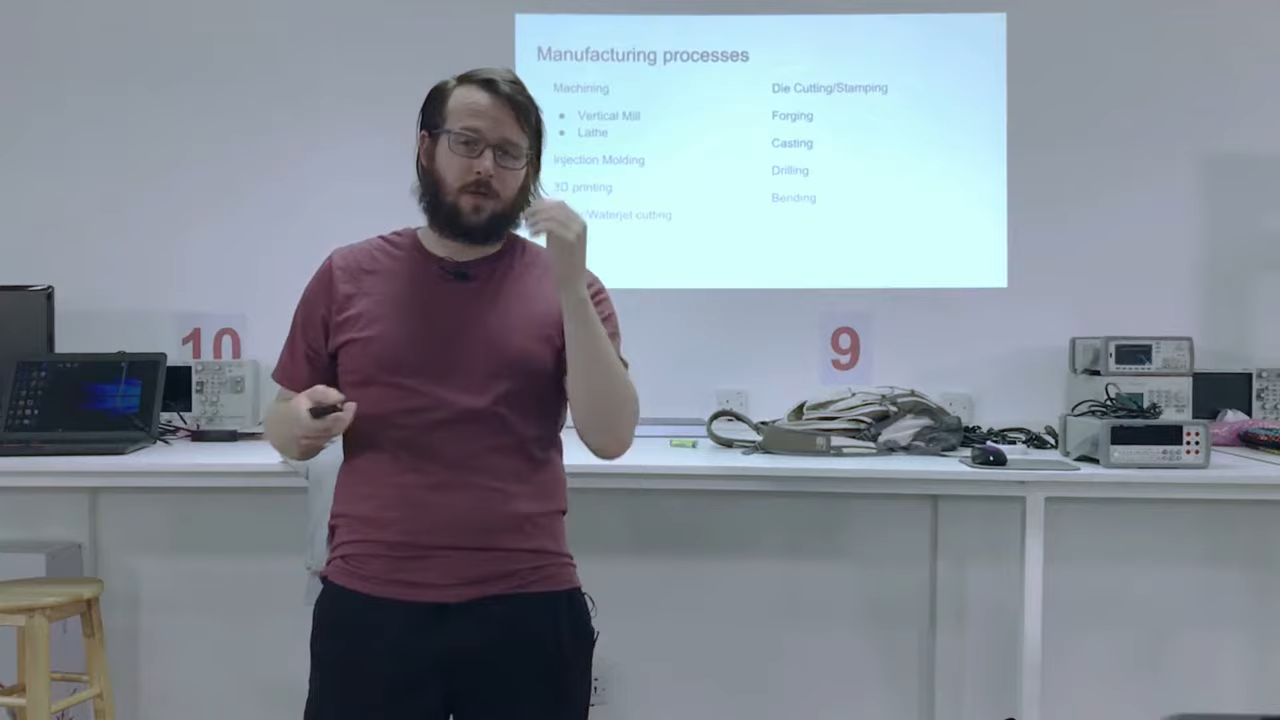 Manufacturing processes
Machining
• Vertical Mill
• Lathe
Injection Molding
3D printing
Waterjet cutting
Die Cutting/Stamping
Forging
Casting
Drilling
Bending
10
9